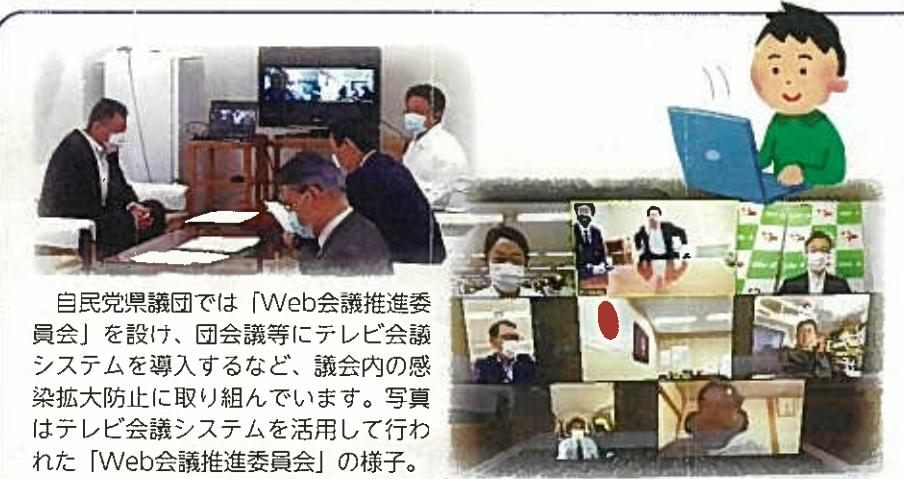 自民党県議団では「Web会議推進委
員会」を設け、団会議等にテレビ会議
システムを導入するなど、議会内の感
染拡大防止に取り組んでいます。写真
はテレビ会議システムを活用して行わ
れた「Web会議推進委員会」の様子。